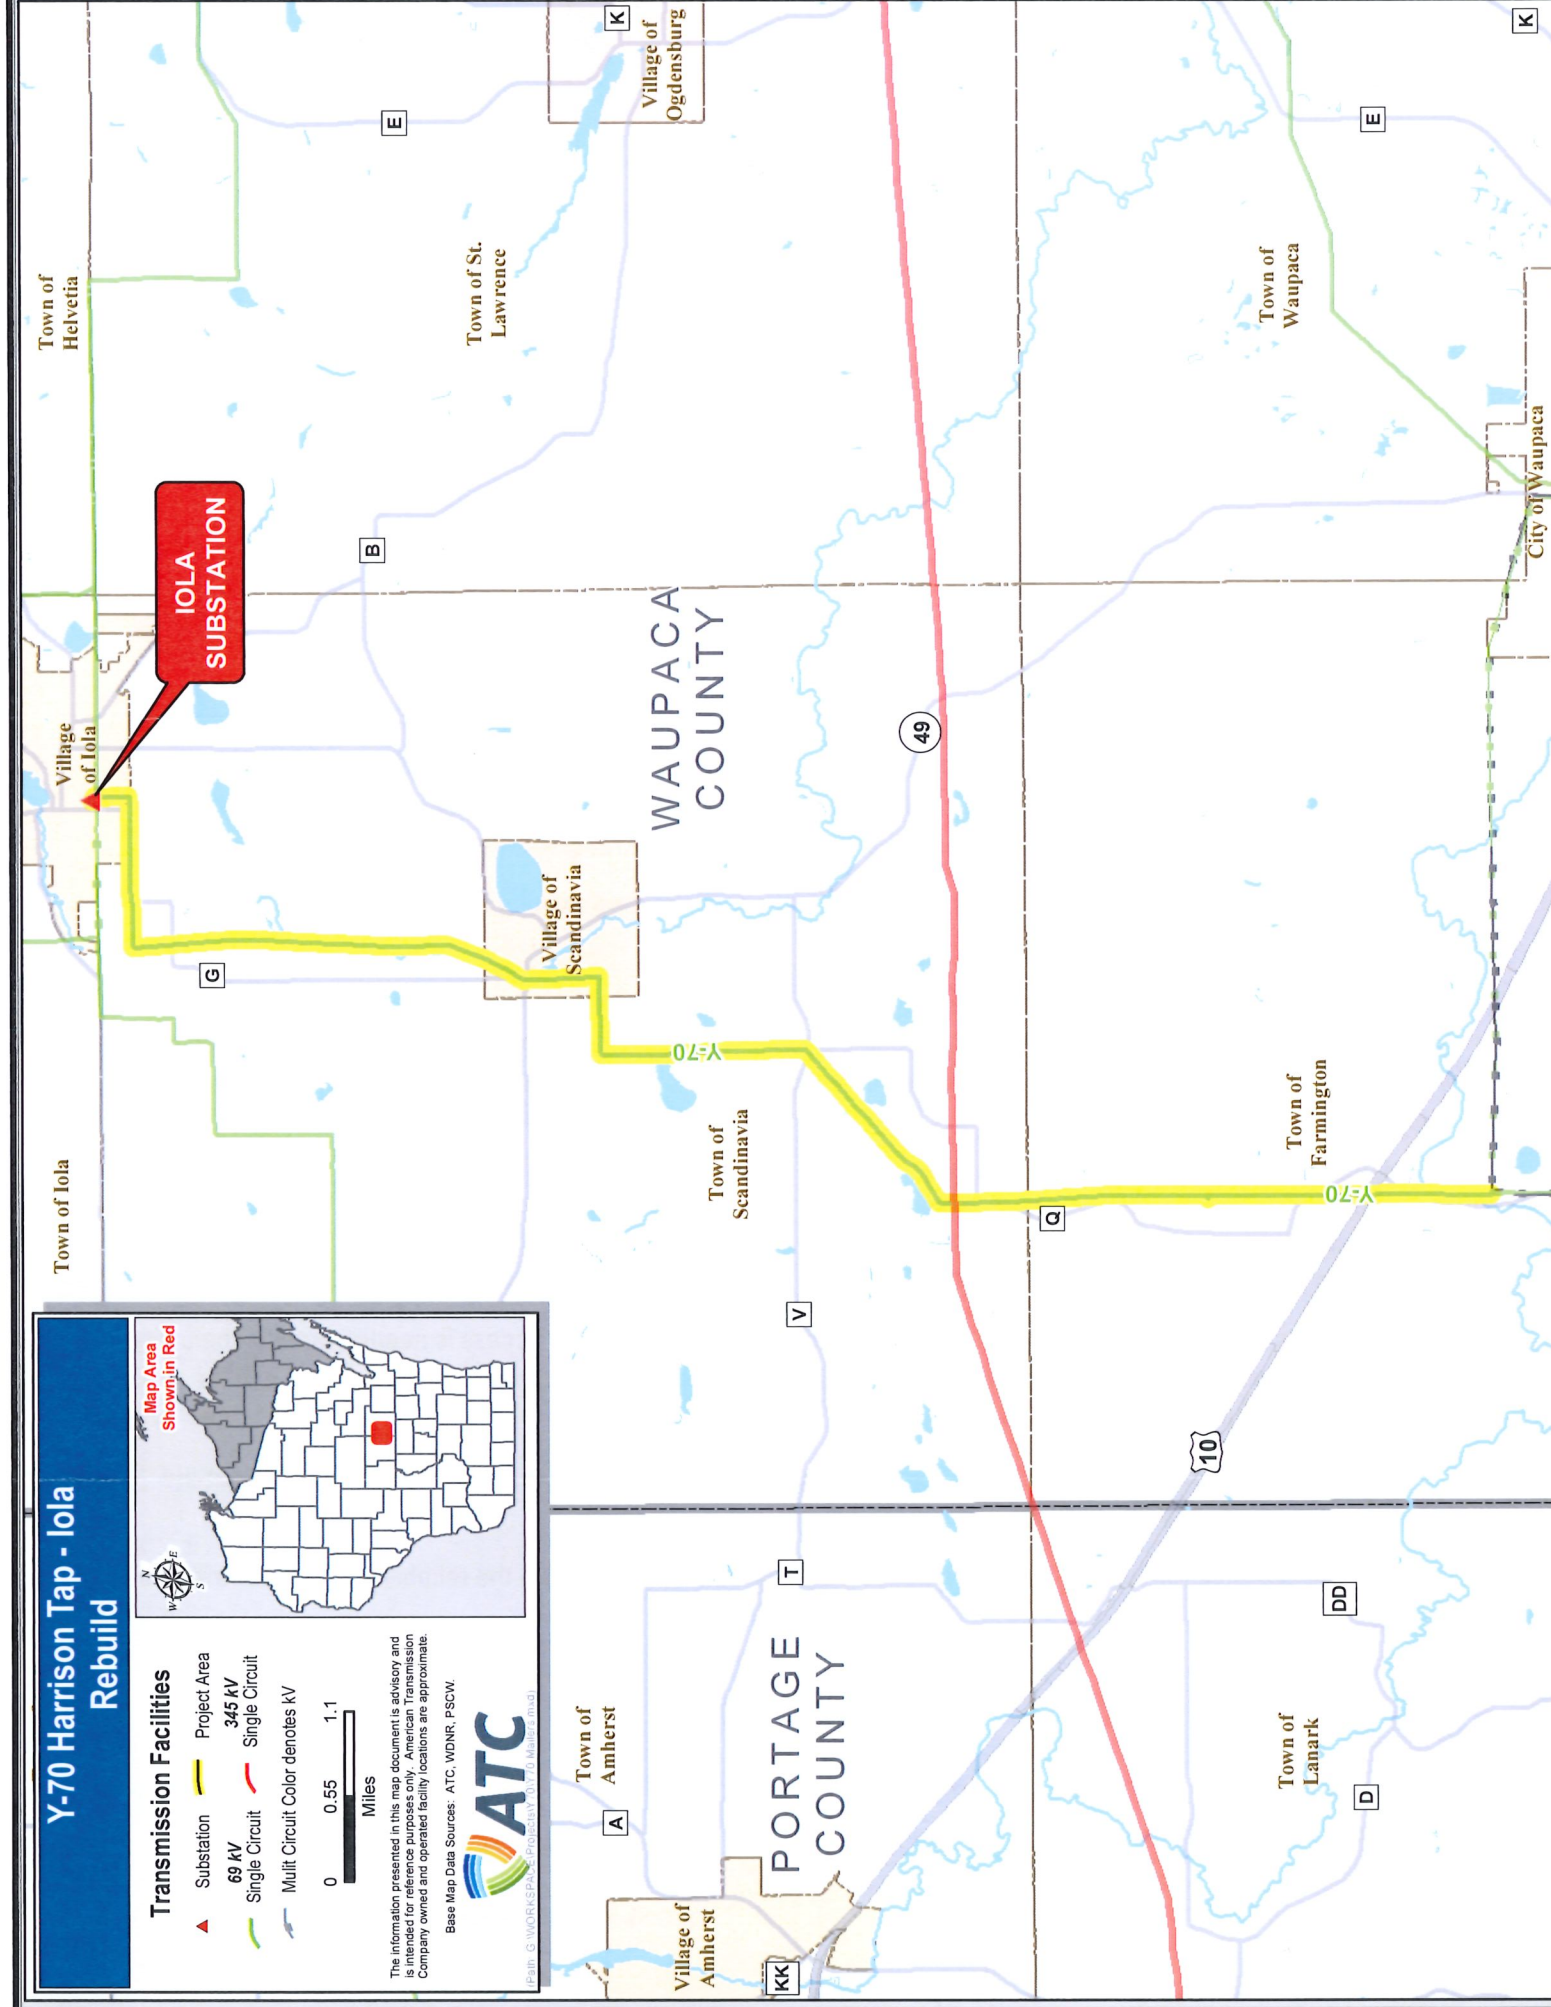 Y-70 Harrison Tap - Iola
Rebuild
Transmission Facilities
Substation
Project Area
69 kV
Single Circuit
345 kV
Single Circuit
Mulit Circuit Color denotes kV
0 0.55 1.1
Miles
The information presented in this map document is advisory and
is intended for reference purposes only. American Transmission
Company owned and operated facility locations are approximate.
Base Map Data Sources: ATC, WDNR, PSCW.
ATC
N
W
E
S
Map Area
Shown in Red
Town of Iola
Village
of Iola
IOLA
SUBSTATION
Town of
Helvetia
G
B
E
Town of St.
Lawrence
K
Village of
Ogdensburg
Village of
Scandinavia
WAUPACA
COUNTY
Y-70
Town of
Scandinavia
V
49
Town of
Amherst
A
T
PORTAGE
COUNTY
Village of
Amherst
KK
Q
10
Town of
Farmington
Y-70
Town of
Waupaca
E
K
City of Waupaca
DD
Town of
Lanark
D